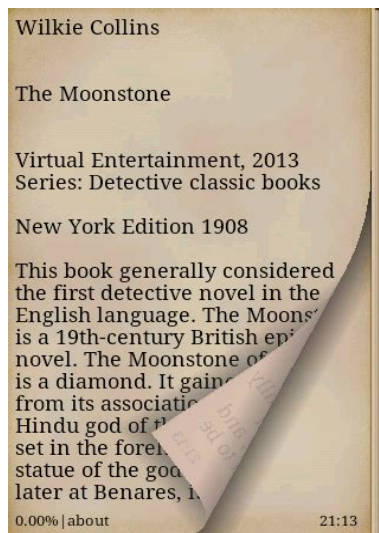 Wilkie Collins
The Moonstone
Virtual Entertainment, 2013
Series: Detective classic books
New York Edition 1908
This book generally considered
the first detective novel in the
English language. The
is a 19th-century British
novel. The Moonstone of
is a diamond. It
from its
Hindu god of
set in the
statue of the god
later at Benares,
0.00%|about
21:13